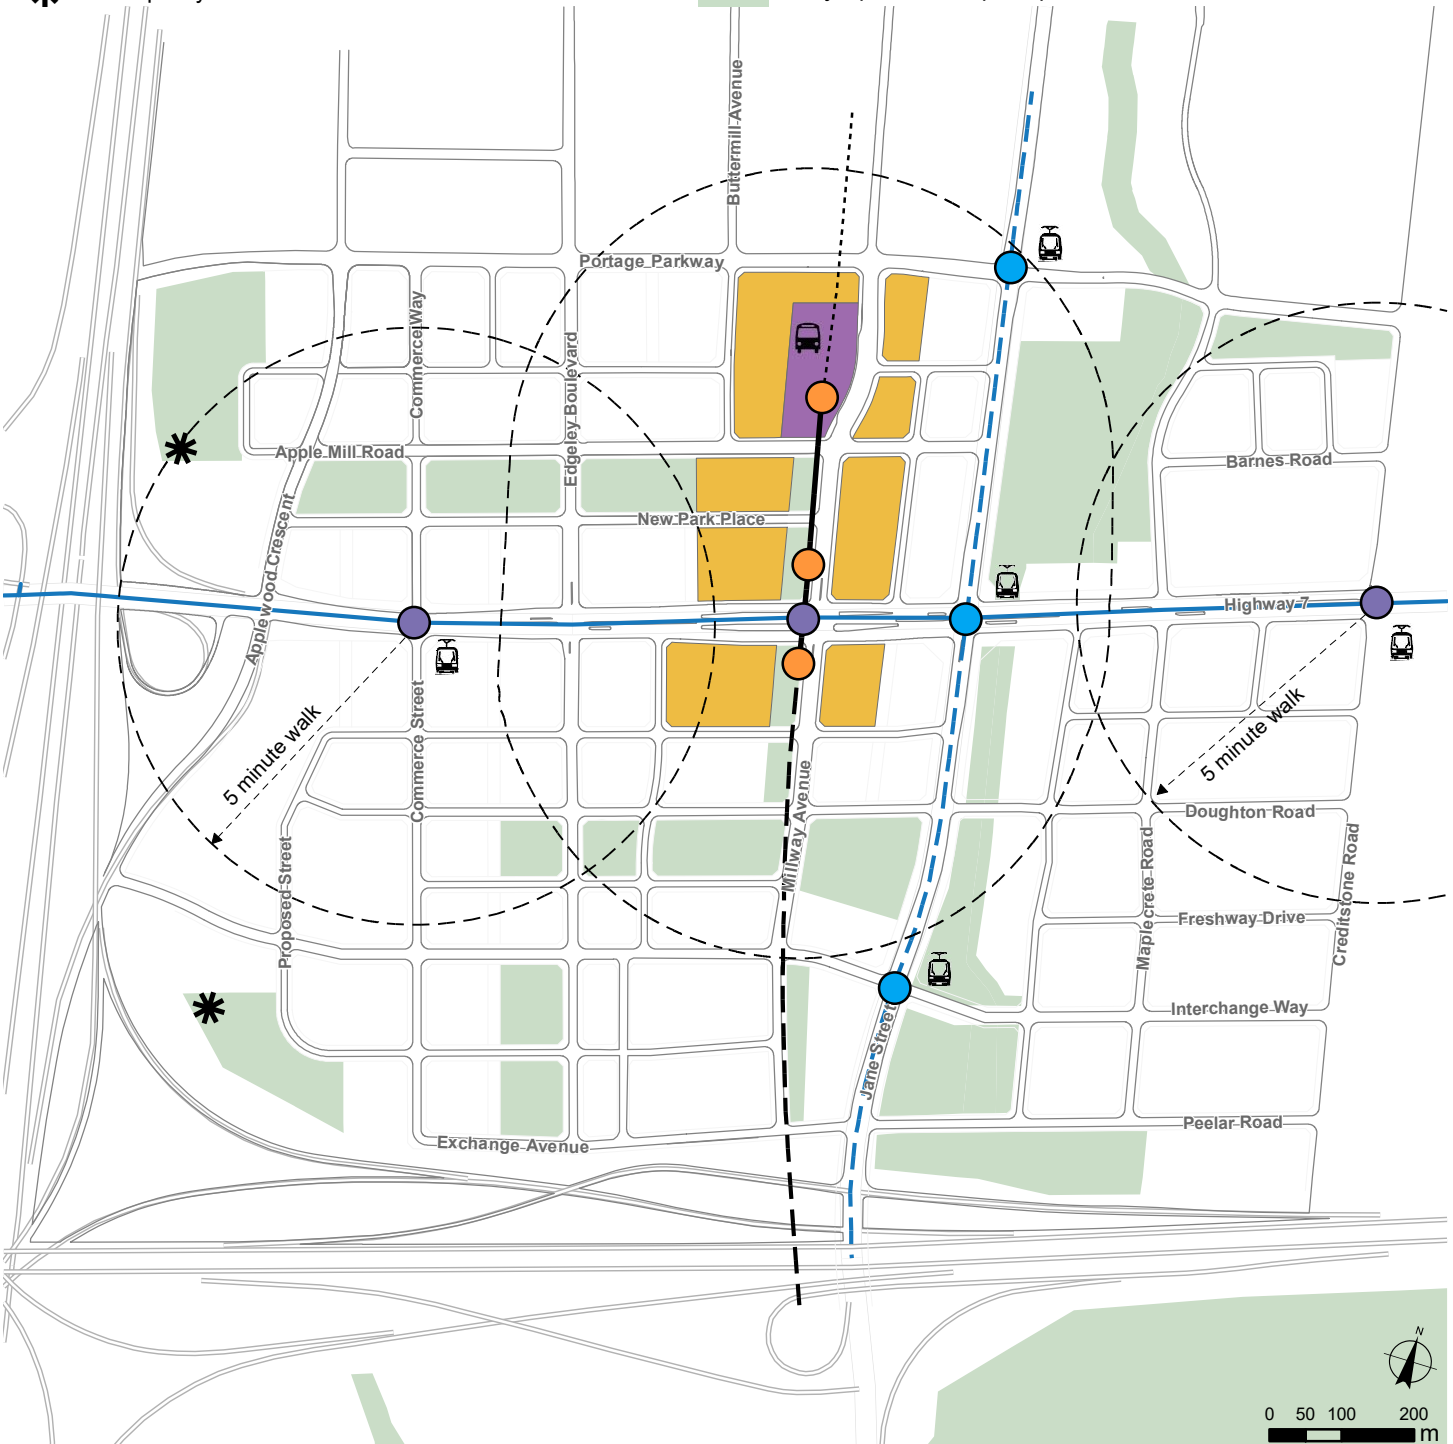 Buttermill Avenue
Portage Parkway
Commerce Way
Edgeley Boulevard
Apple Mill Road
Barnes Road
New Park Place
Applewood Crescent
Highway 7
5 minute walk
5 minute walk
Commerce Street
Millway Avenue
Doughton Road
Proposed Street
Maplecrete Road
Creditstone Road
Freshway Drive
Interchange Way
Jane Street
Peelar Road
Exchange Avenue
N
0 50 100 200
m